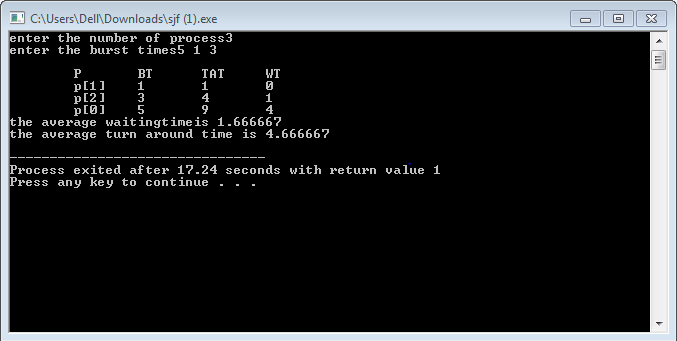 C:\Users\Dell\Downloads\sjf (1).exe
enter the number of process3
enter the burst times5 1 3
P BT TAT WT
p[1] 1 1 0
p[2] 3 4 1
p[0] 5 9 4
the average waitingtimeis 1.666667
the average turn around time is 4.666667
--------------------------------
Process exited after 17.24 seconds with return value 1
Press any key to continue . . .